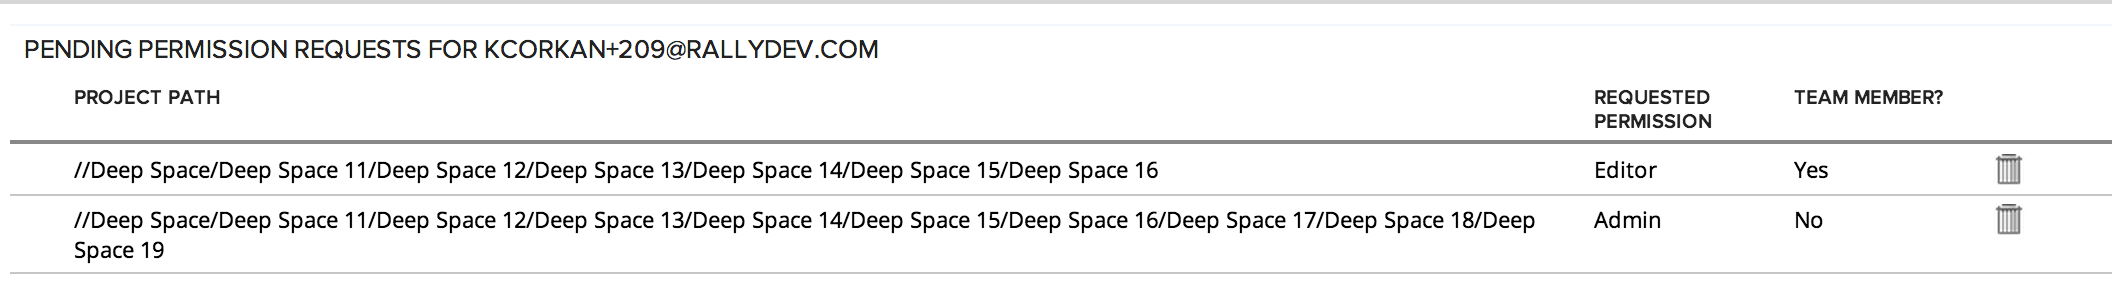 PENDING PERMISSION REQUESTS FOR KCORKAN+209@RALLYDEV.COM
PROJECT PATH
REQUESTED
PERMISSION
TEAM MEMBER?
//Deep Space/Deep Space 11/Deep Space 12/Deep Space 13/Deep Space 14/Deep Space 15/Deep Space 16
Editor
Yes
//Deep Space/Deep Space 11/Deep Space 12/Deep Space 13/Deep Space 14/Deep Space 15/Deep Space 16/Deep Space 17/Deep Space 18/Deep
Space 19
Admin
No